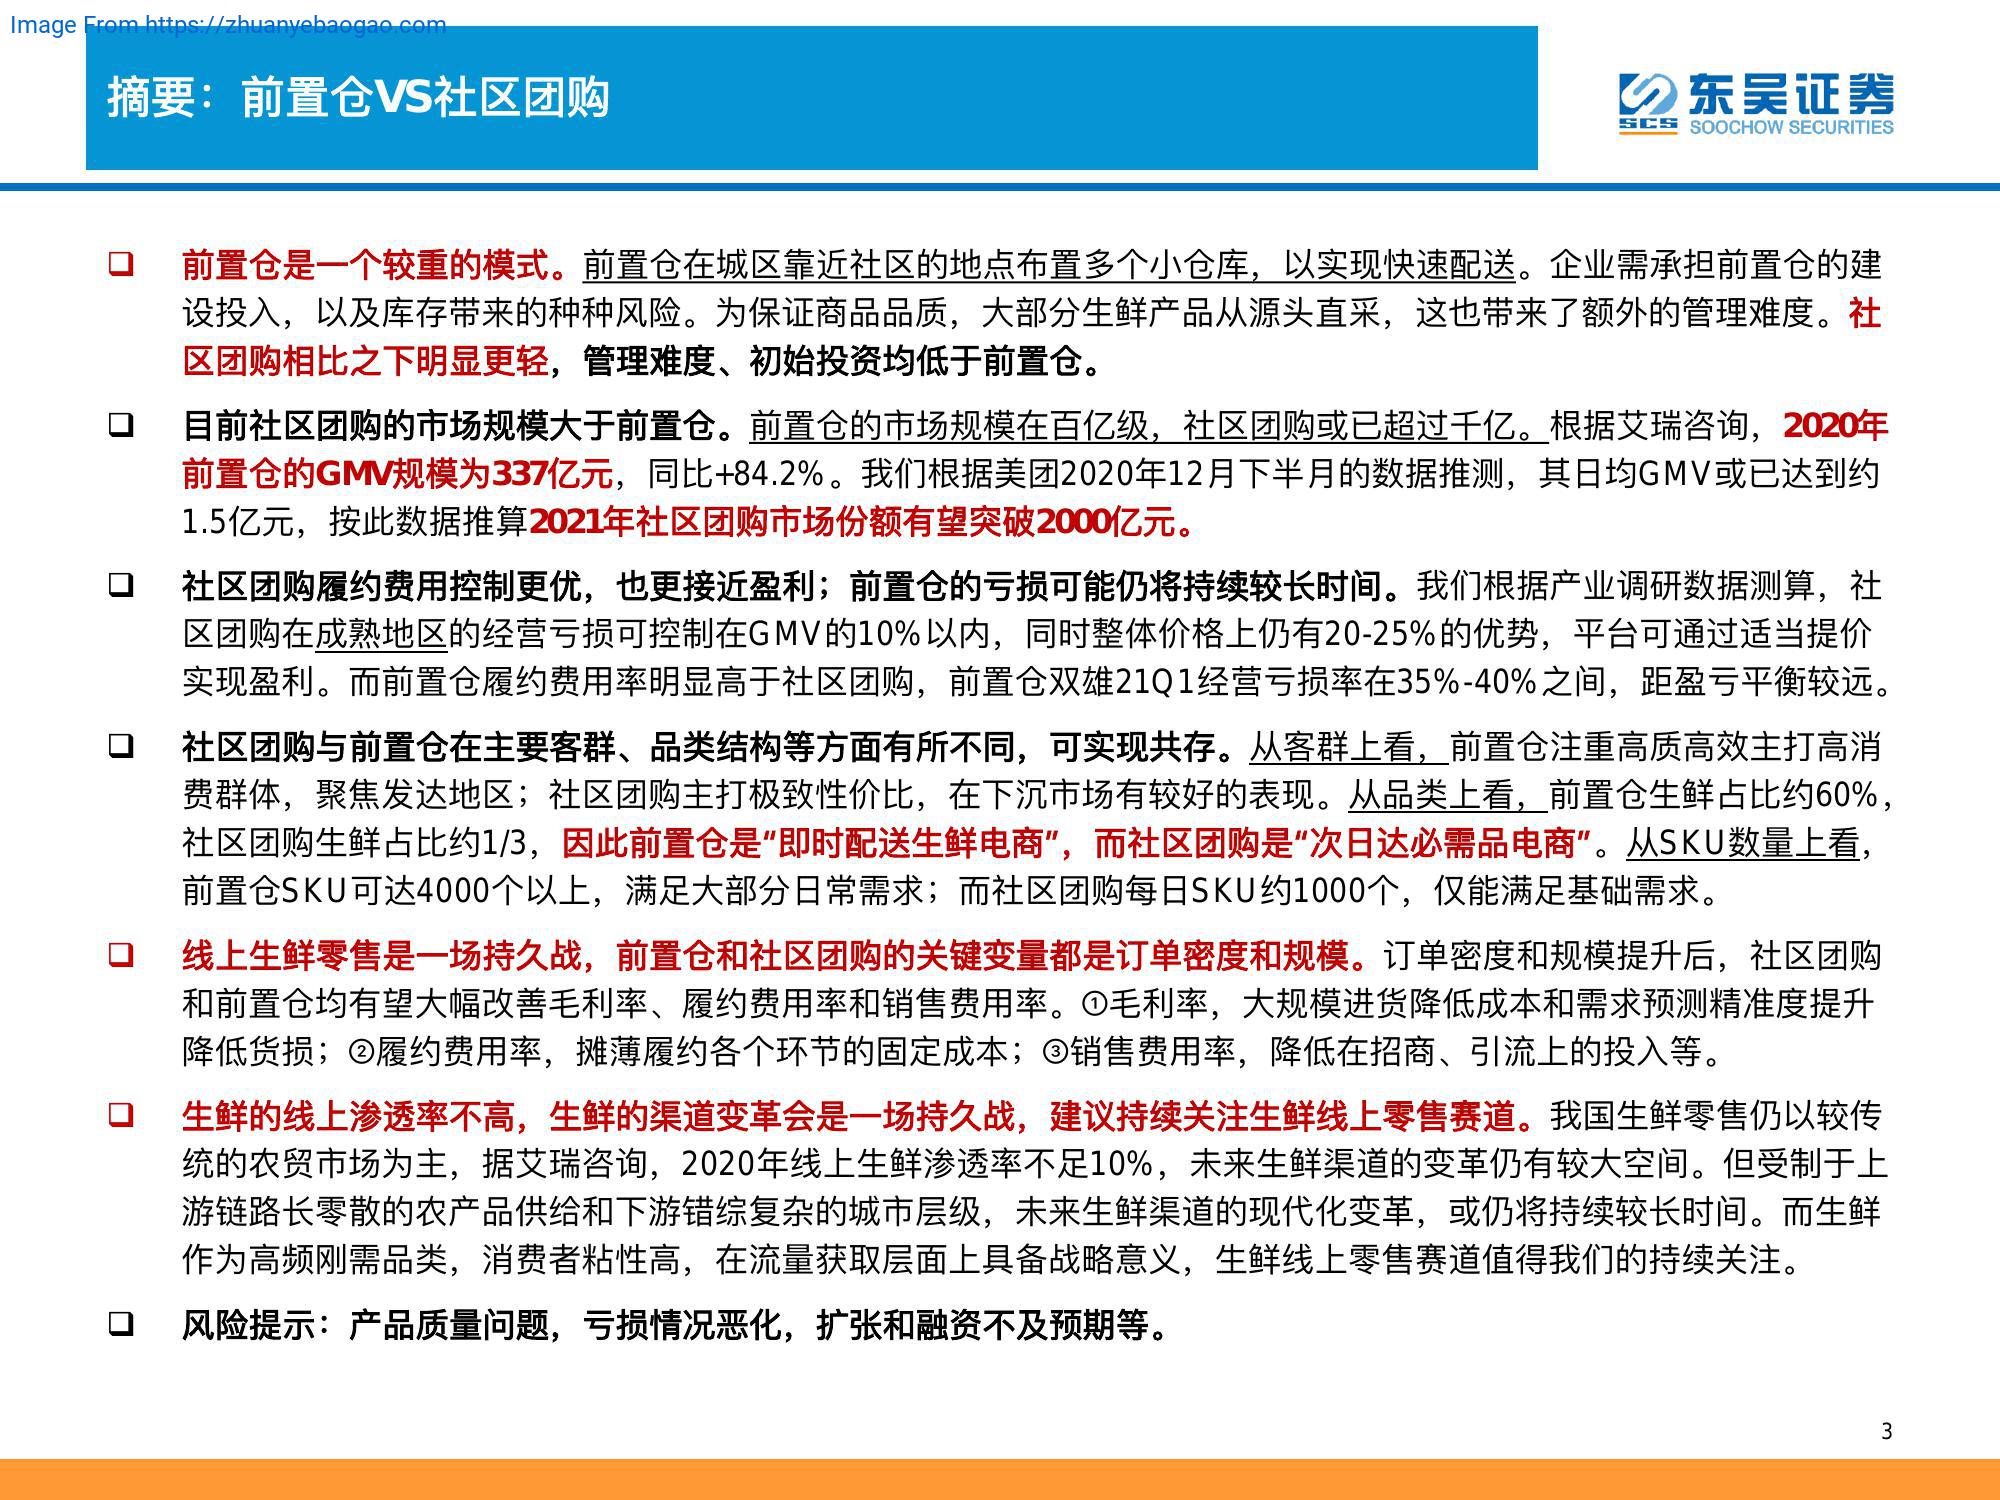 Image From https://zhuanyebaogao.com
摘要：前置仓VS社区团购
东吴证券
SCS
SOOCHOW SECURITIES
❑ 前置仓是一个较重的模式。前置仓在城区靠近社区的地点布置多个小仓库，以实现快速配送。企业需承担前置仓的建
设投入，以及库存带来的种种风险。为保证商品品质，大部分生鲜产品从源头直采，这也带来了额外的管理难度。社
区团购相比之下明显更轻，管理难度、初始投资均低于前置仓。
❑ 目前社区团购的市场规模大于前置仓。前置仓的市场规模在百亿级，社区团购或已超过千亿。根据艾瑞咨询，2020年
前置仓的GMV规模为337亿元，同比+84.2%。我们根据美团2020年12月下半月的数据推测，其日均GMV或已达到约
1.5亿元，按此数据推算2021年社区团购市场份额有望突破2000亿元。
❑ 社区团购履约费用控制更优，也更接近盈利；前置仓的亏损可能仍将持续较长时间。我们根据产业调研数据测算，社
区团购在成熟地区的经营亏损可控制在GMV的10%以内，同时整体价格上仍有20-25%的优势，平台可通过适当提价
实现盈利。而前置仓履约费用率明显高于社区团购，前置仓双雄21Q1经营亏损率在35%-40%之间，距盈亏平衡较远。
❑ 社区团购与前置仓在主要客群、品类结构等方面有所不同，可实现共存。从客群上看，前置仓注重高质高效主打高消
费群体，聚焦发达地区；社区团购主打极致性价比，在下沉市场有较好的表现。从品类上看，前置仓生鲜占比约60%，
社区团购生鲜占比约1/3，因此前置仓是“即时配送生鲜电商”，而社区团购是“次日达必需品电商”。从SKU数量上看，
前置仓SKU可达4000个以上，满足大部分日常需求；而社区团购每日SKU约1000个，仅能满足基础需求。
❑ 线上生鲜零售是一场持久战，前置仓和社区团购的关键变量都是订单密度和规模。订单密度和规模提升后，社区团购
和前置仓均有望大幅改善毛利率、履约费用率和销售费用率。①毛利率，大规模进货降低成本和需求预测精准度提升
降低货损；②履约费用率，摊薄履约各个环节的固定成本；③销售费用率，降低在招商、引流上的投入等。
❑ 生鲜的线上渗透率不高，生鲜的渠道变革会是一场持久战，建议持续关注生鲜线上零售赛道。我国生鲜零售仍以较传
统的农贸市场为主，据艾瑞咨询，2020年线上生鲜渗透率不足10%，未来生鲜渠道的变革仍有较大空间。但受制于上
游链路长零散的农产品供给和下游错综复杂的城市层级，未来生鲜渠道的现代化变革，或仍将持续较长时间。而生鲜
作为高频刚需品类，消费者粘性高，在流量获取层面上具备战略意义，生鲜线上零售赛道值得我们的持续关注。
❑ 风险提示：产品质量问题，亏损情况恶化，扩张和融资不及预期等。
3